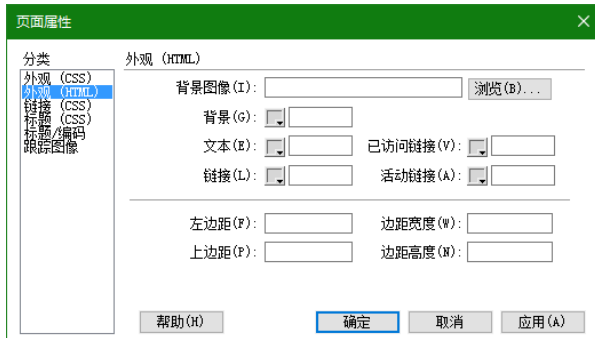 页面属性
分类
外观 (HTML)
外观 (CSS)
外观 (HTML)
链接 (CSS)
标题 (CSS)
标题/编码
跟踪图像
背景图像(I): 浏览(B)...
背景(G):
文本(E): 已访问链接(V):
链接(L): 活动链接(A):
左边距(F): 边距宽度(W):
上边距(P): 边距高度(N):
帮助(H) 确定 取消 应用(A)